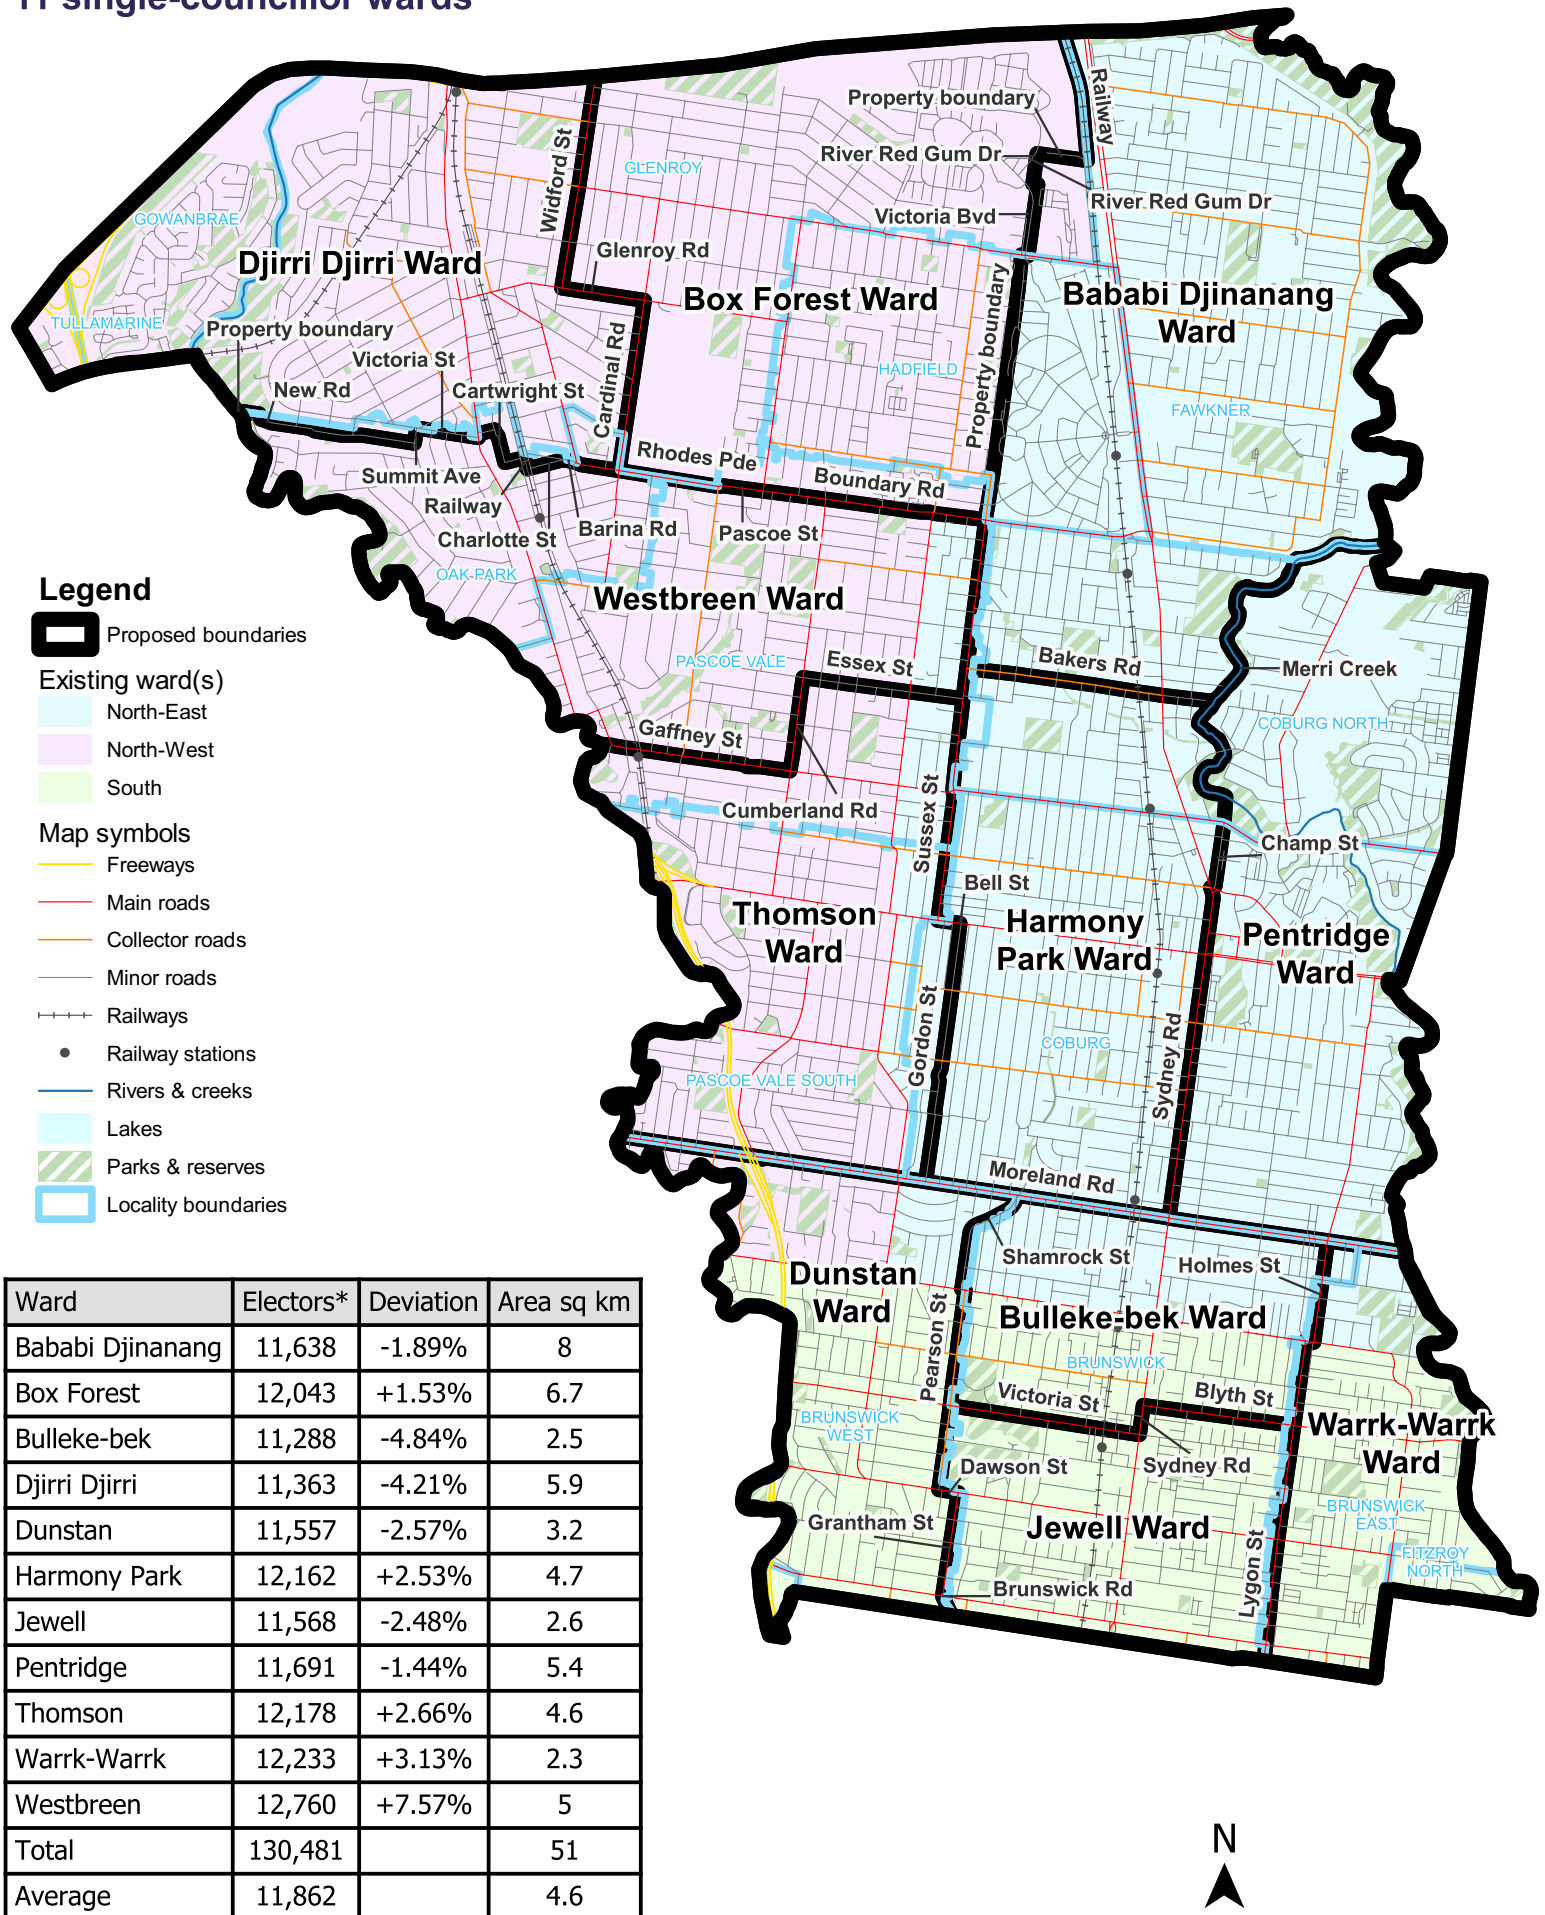 11 single-councillor wards
Railway
Property boundary
River Red Gum Dr
Widford St
GLENROY
River Red Gum Dr
Victoria Bvd
GOWANBRAE
Djirri Djirri Ward
Glenroy Rd
Box Forest Ward
Bababi Djinanang
Ward
TULLAMARINE
Property boundary
Victoria St
Property boundary
HADFIELD
New Rd
Cartwright St
Cardinal Rd
FAWKNER
Rhodes Pde
Boundary Rd
Summit Ave
Railway
Charlotte St
Barina Rd
Pascoe St
OAK PARK
Westbreen Ward
PASCOE VALE
Essex St
Bakers Rd
Merri Creek
COBURG NORTH
Gaffney St
Cumberland Rd
Sussex St
Champ St
Bell St
Thomson
Ward
Harmony
Park Ward
Pentridge
Ward
Gordon St
COBURG
Sydney Rd
PASCOE VALE SOUTH
Moreland Rd
Shamrock St
Holmes St
Dunstan
Ward
Bulleke-bek Ward
Pearson St
BRUNSWICK
Victoria St
Blyth St
BRUNSWICK
WEST
Warrk-Warrk
Ward
Dawson St
Sydney Rd
BRUNSWICK
EAST
Grantham St
Jewell Ward
Lygon St
FITZROY
NORTH
Brunswick Rd
Legend
Proposed boundaries
Existing ward(s)
North-East
North-West
South
Map symbols
Freeways
Main roads
Collector roads
Minor roads
Railways
Railway stations
Rivers & creeks
Lakes
Parks & reserves
Locality boundaries
Ward Electors* Deviation Area sq km
Bababi Djinanang 11,638 -1.89% 8
Box Forest 12,043 +1.53% 6.7
Bulleke-bek 11,288 -4.84% 2.5
Djirri Djirri 11,363 -4.21% 5.9
Dunstan 11,557 -2.57% 3.2
Harmony Park 12,162 +2.53% 4.7
Jewell 11,568 -2.48% 2.6
Pentridge 11,691 -1.44% 5.4
Thomson 12,178 +2.66% 4.6
Warrk-Warrk 12,233 +3.13% 2.3
Westbreen 12,760 +7.57% 5
Total 130,481 51
Average 11,862 4.6
N